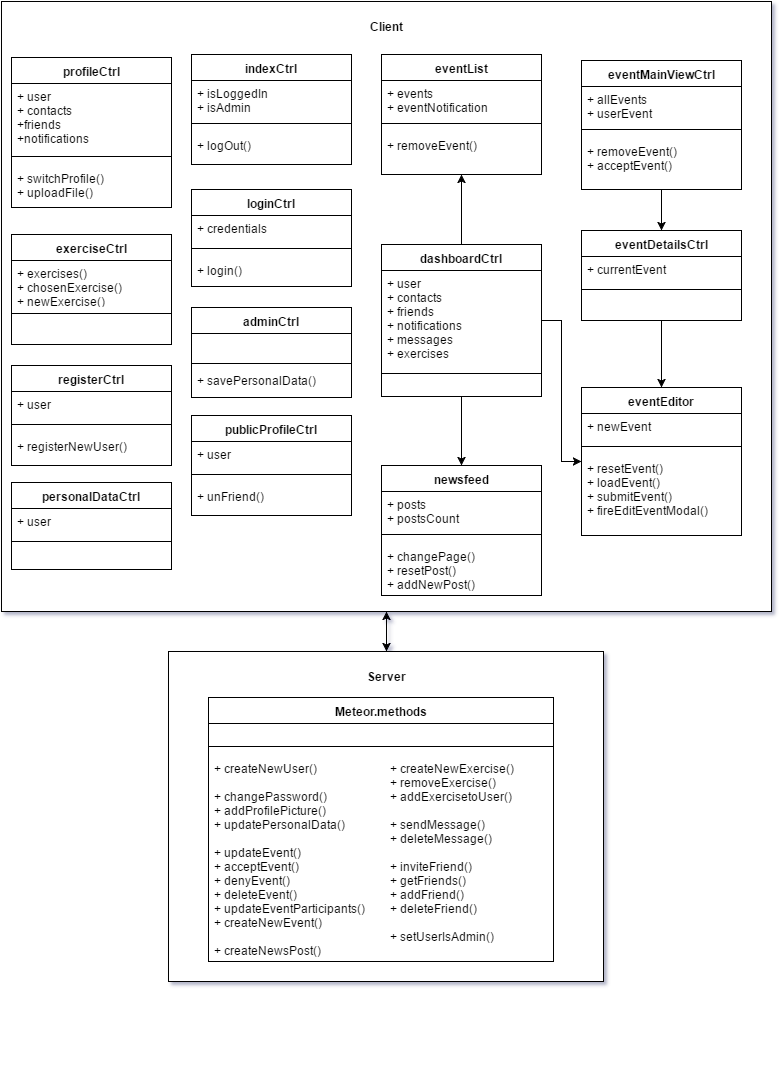 Client
profileCtrl
+ user
+ contacts
+friends
+notifications
+ switchProfile()
+ uploadFile()
exerciseCtrl
+ exercises()
+ chosenExercise()
+ newExercise()
registerCtrl
+ user
+ registerNewUser()
personalDataCtrl
+ user
indexCtrl
+ isLoggedIn
+ isAdmin
+ logOut()
loginCtrl
+ credentials
+ login()
adminCtrl
+ savePersonalData()
publicProfileCtrl
+ user
+ unFriend()
eventList
+ events
+ eventNotification
+ removeEvent()
dashboardCtrl
+ user
+ contacts
+ friends
+ notifications
+ messages
+ exercises
newsfeed
+ posts
+ postsCount
+ changePage()
+ resetPost()
+ addNewPost()
eventMainViewCtrl
+ allEvents
+ userEvent
+ removeEvent()
+ acceptEvent()
eventDetailsCtrl
+ currentEvent
eventEditor
+ newEvent
+ resetEvent()
+ loadEvent()
+ submitEvent()
+ fireEditEventModal()
Server
Meteor.methods
+ createNewUser()
+ changePassword()
+ addProfilePicture()
+ updatePersonalData()
+ updateEvent()
+ acceptEvent()
+ denyEvent()
+ deleteEvent()
+ updateEventParticipants()
+ createNewEvent()
+ createNewsPost()
+ createNewExercise()
+ removeExercise()
+ addExercisetoUser()
+ sendMessage()
+ deleteMessage()
+ inviteFriend()
+ getFriends()
+ addFriend()
+ deleteFriend()
+ setUserIsAdmin()